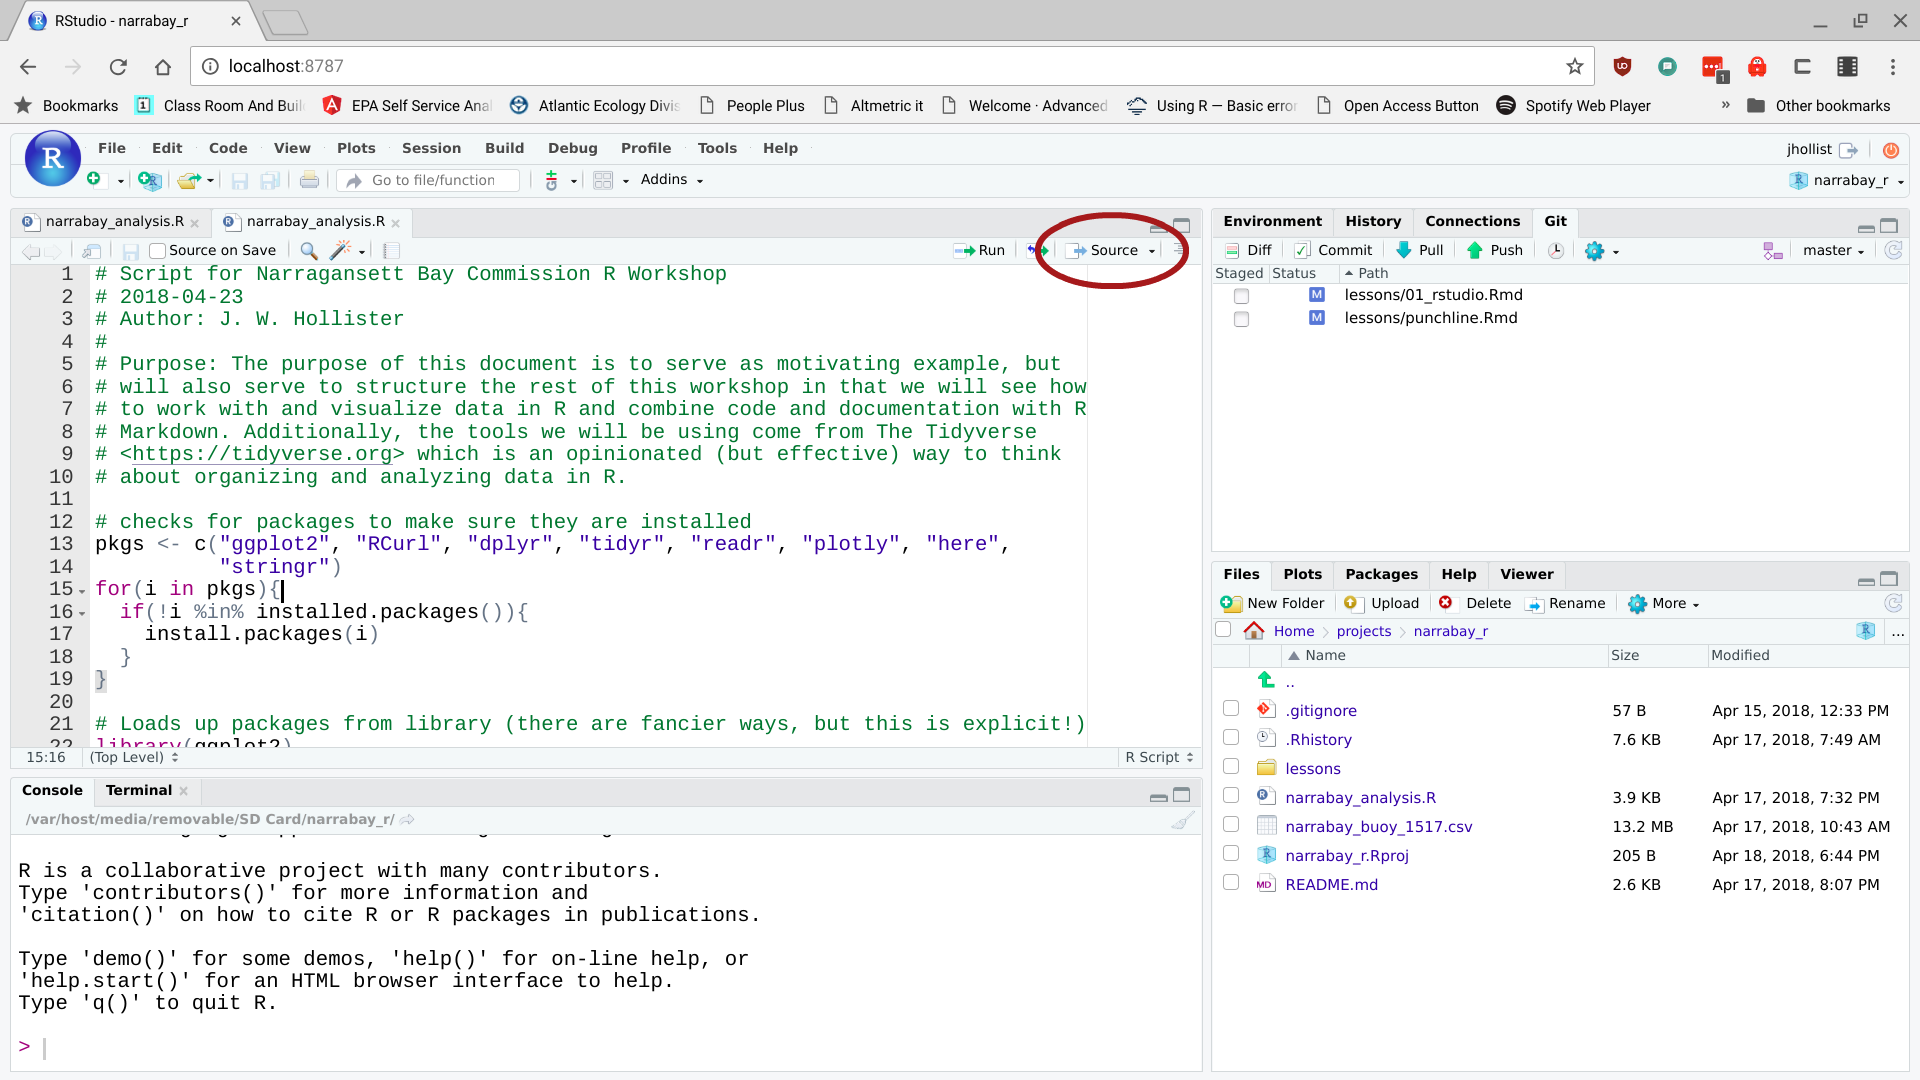 RStudio - narrabay_r
localhost:8787
Bookmarks Class Room And Buil EPA Self Service Anal Atlantic Ecology Divis People Plus Altmetric it Welcome · Advanced Using R — Basic error Open Access Button Spotify Web Player » Other bookmarks
File Edit Code View Plots Session Build Debug Profile Tools Help
jhollist
Go to file/function Addins
narrabay_r
narrabay_analysis.R narrabay_analysis.R
Source on Save Run Source
1 # Script for Narragansett Bay Commission R Workshop
2 # 2018-04-23
3 # Author: J. W. Hollister
4 #
5 # Purpose: The purpose of this document is to serve as motivating example, but
6 # will also serve to structure the rest of this workshop in that we will see how
7 # to work with and visualize data in R and combine code and documentation with R
8 # Markdown. Additionally, the tools we will be using come from The Tidyverse
9 # <https://tidyverse.org> which is an opinionated (but effective) way to think
10 # about organizing and analyzing data in R.
11
12 # checks for packages to make sure they are installed
13 pkgs <- c("ggplot2", "RCurl", "dplyr", "tidyr", "readr", "plotly", "here",
14 "stringr")
15 for(i in pkgs){
16 if(!i %in% installed.packages()){
17 install.packages(i)
18 }
19 }
20
21 # Loads up packages from library (there are fancier ways, but this is explicit!)
22 library(ggplot2)
15:16 (Top Level) R Script
Console Terminal
/var/host/media/removable/SD Card/narrabay_r/
R is a collaborative project with many contributors.
Type 'contributors()' for more information and
'citation()' on how to cite R or R packages in publications.
Type 'demo()' for some demos, 'help()' for on-line help, or
'help.start()' for an HTML browser interface to help.
Type 'q()' to quit R.
>
Environment History Connections Git
Diff Commit Pull Push master
Staged Status Path
M lessons/01_rstudio.Rmd
M lessons/punchline.Rmd
Files Plots Packages Help Viewer
New Folder Upload Delete Rename More
Home projects narrabay_r ...
Name Size Modified
..
.gitignore 57 B Apr 15, 2018, 12:33 PM
.Rhistory 7.6 KB Apr 17, 2018, 7:49 AM
lessons
narrabay_analysis.R 3.9 KB Apr 17, 2018, 7:32 PM
narrabay_buoy_1517.csv 13.2 MB Apr 17, 2018, 10:43 AM
narrabay_r.Rproj 205 B Apr 18, 2018, 6:44 PM
MD README.md 2.6 KB Apr 17, 2018, 8:07 PM